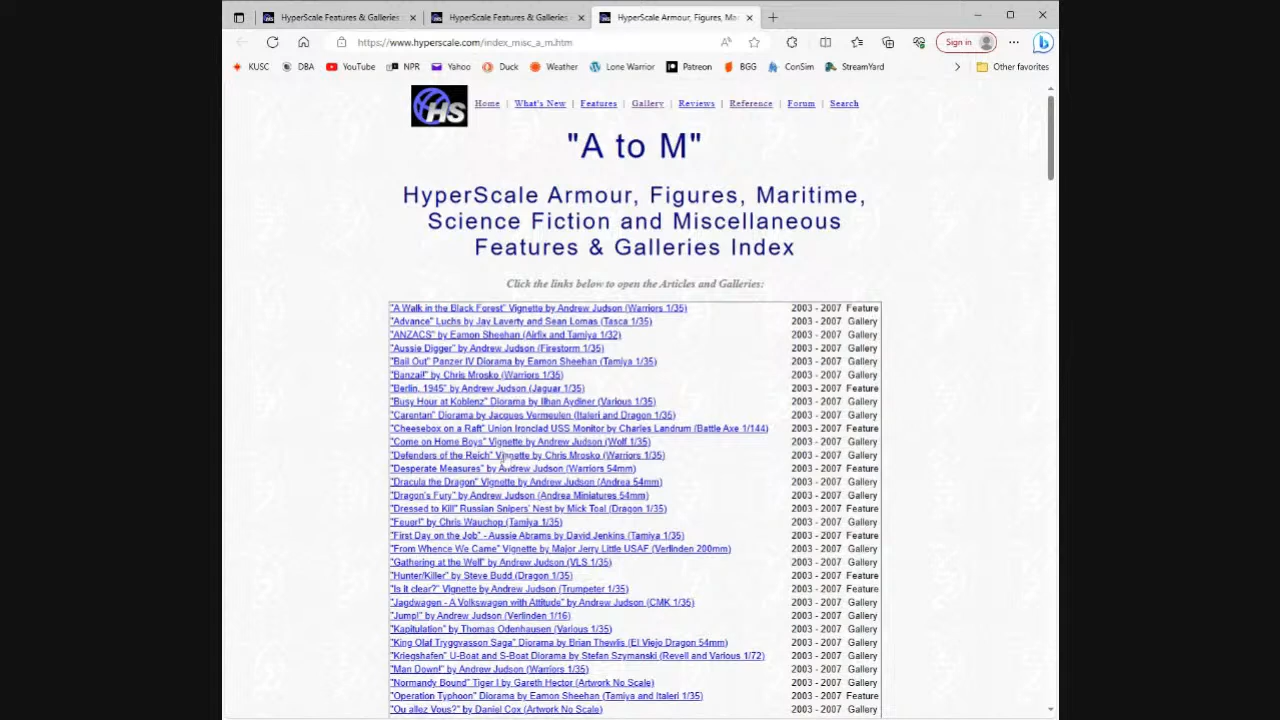 HyperScale Features & Galleries
HyperScale Features & Galleries
HyperScale Armour, Figures, Ma
https://www.hyperscale.com/index_misc_a_m.htm
Sign in
KUSC
DBA
YouTube
NPR
Yahoo
Duck
Weather
Lone Warrior
Patreon
BGG
ConSim
StreamYard
Other favorites
HS
Home | What's New | Features | Gallery | Reviews | Reference | Forum | Search
"A to M"
HyperScale Armour, Figures, Maritime,
Science Fiction and Miscellaneous
Features & Galleries Index
Click the links below to open the Articles and Galleries:
"A Walk in the Black Forest" Vignette by Andrew Judson (Warriors 1/35) 2003 - 2007 Feature
"Advance" Luchs by Jay Laverty and Sean Lomas (Tasca 1/35) 2003 - 2007 Gallery
"ANZACS" by Eamon Sheehan (Airfix and Tamiya 1/32) 2003 - 2007 Gallery
"Aussie Digger" by Andrew Judson (Firestorm 1/35) 2003 - 2007 Gallery
"Bail Out" Panzer IV Diorama by Eamon Sheehan (Tamiya 1/35) 2003 - 2007 Gallery
"Banzai!" by Chris Mrosko (Warriors 1/35) 2003 - 2007 Gallery
"Berlin, 1945" by Andrew Judson (Jaguar 1/35) 2003 - 2007 Feature
"Busy Hour at Koblenz" Diorama by Ilhan Aydiner (Various 1/35) 2003 - 2007 Gallery
"Carentan" Diorama by Jacques Vermeulen (Italeri and Dragon 1/35) 2003 - 2007 Gallery
"Cheesebox on a Raft" Union Ironclad USS Monitor by Charles Landrum (Battle Axe 1/144) 2003 - 2007 Feature
"Come on Home Boys" Vignette by Andrew Judson (Wolf 1/35) 2003 - 2007 Gallery
"Defenders of the Reich" Vignette by Chris Mrosko (Warriors 1/35) 2003 - 2007 Gallery
"Desperate Measures" by Andrew Judson (Warriors 54mm) 2003 - 2007 Feature
"Dracula the Dragon" Vignette by Andrew Judson (Andrea 54mm) 2003 - 2007 Gallery
"Dragon's Fury" by Andrew Judson (Andrea Miniatures 54mm) 2003 - 2007 Gallery
"Dressed to Kill" Russian Snipers' Nest by Mick Toal (Dragon 1/35) 2003 - 2007 Feature
"Feuer!" by Chris Wauchop (Tamiya 1/35) 2003 - 2007 Gallery
"First Day on the Job" - Aussie Abrams by David Jenkins (Tamiya 1/35) 2003 - 2007 Feature
"From Whence We Came" Vignette by Major Jerry Little USAF (Verlinden 200mm) 2003 - 2007 Gallery
"Gathering at the Well" by Andrew Judson (VLS 1/35) 2003 - 2007 Gallery
"Hunter/Killer" by Steve Budd (Dragon 1/35) 2003 - 2007 Feature
"Is it clear?" Vignette by Andrew Judson (Trumpeter 1/35) 2003 - 2007 Feature
"Jagdwagen - A Volkswagen with Attitude" by Andrew Judson (CMK 1/35) 2003 - 2007 Gallery
"Jump!" by Andrew Judson (Verlinden 1/16) 2003 - 2007 Gallery
"Kapitulation" by Thomas Odenhausen (Various 1/35) 2003 - 2007 Gallery
"King Olaf Tryggvasson Saga" Diorama by Brian Thewlis (El Viejo Dragon 54mm) 2003 - 2007 Gallery
"Kriegshafen" U-Boat and S-Boat Diorama by Stefan Szymanski (Revell and Various 1/72) 2003 - 2007 Gallery
"Man Down!" by Andrew Judson (Warriors 1/35) 2003 - 2007 Gallery
"Normandy Bound" Tiger I by Gareth Hector (Artwork No Scale) 2003 - 2007 Gallery
"Operation Typhoon" Diorama by Eamon Sheehan (Tamiya and Italeri 1/35) 2003 - 2007 Feature
"Ou allez Vous?" by Daniel Cox (Artwork No Scale) 2003 - 2007 Gallery